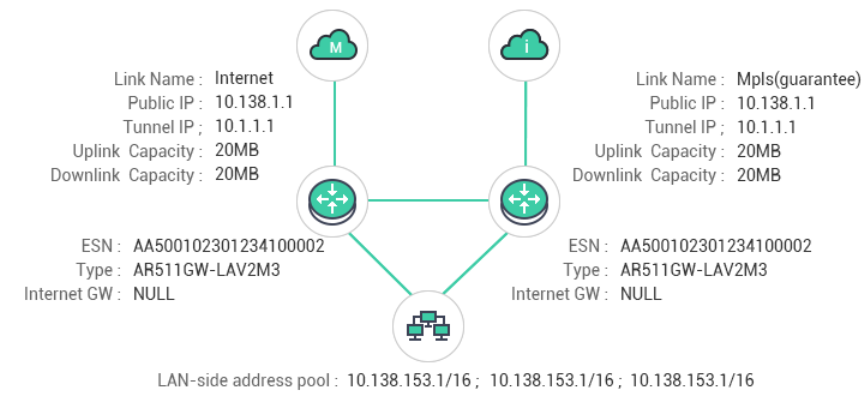 M
i
Link Name : Internet
Public IP : 10.138.1.1
Tunnel IP ; 10.1.1.1
Uplink Capacity : 20MB
Downlink Capacity : 20MB
Link Name : Mpls(guarantee)
Public IP : 10.138.1.1
Tunnel IP ; 10.1.1.1
Uplink Capacity : 20MB
Downlink Capacity : 20MB
ESN : AA500102301234100002
Type : AR511GW-LAV2M3
Internet GW : NULL
ESN : AA500102301234100002
Type : AR511GW-LAV2M3
Internet GW : NULL
LAN-side address pool : 10.138.153.1/16 ; 10.138.153.1/16 ; 10.138.153.1/16